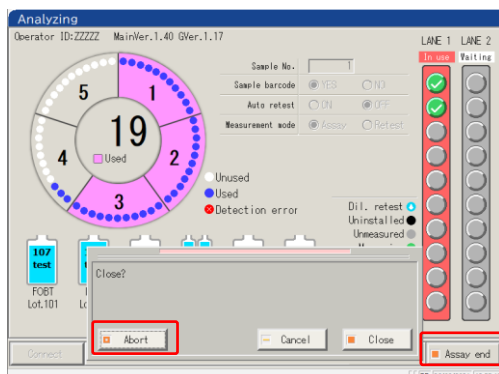 Analyzing
Operator ID:ZZZZZ MainVer.1.40 GVer.1.17
LANE 1 LANE 2
In use Waiting
Sample No. 1
Sample barcode YES NO
Auto retest ON OFF
Measurement mode Assay Retest
5 1
19
Used
4 2
3
Unused
Used
Detection error
Dil. retest
Uninstalled
Unmeasured
107
test
FOBT
Lot.101
Close?
Abort Cancel Close
Connect
Assay end